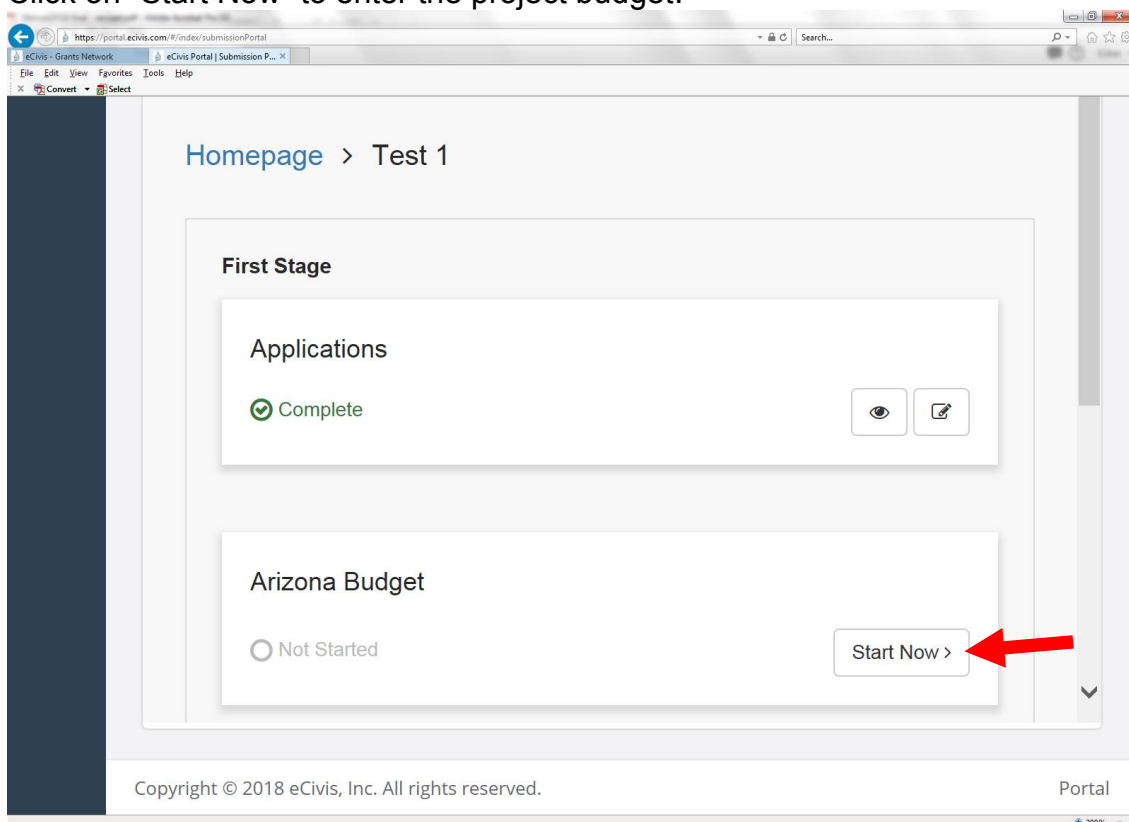 Click on "Start Now" to enter the project budget.
https://portal.ecivis.com/#/index/submissionPortal
Search...
eCivis - Grants Network
eCivis Portal | Submission P...
File Edit View Favorites Tools Help
Convert Select
Homepage > Test 1
First Stage
Applications
Complete
Arizona Budget
Not Started
Start Now >
Copyright © 2018 eCivis, Inc. All rights reserved.
Portal